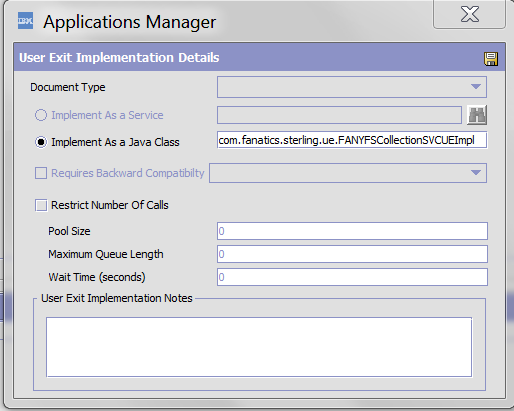 IBM Applications Manager
User Exit Implementation Details
Document Type
Implement As a Service
Implement As a Java Class com.fanatics.sterling.ue.FANYFSCollectionSVCUEImpl
Requires Backward Compatibilty
Restrict Number Of Calls
Pool Size 0
Maximum Queue Length 0
Wait Time (seconds) 0
User Exit Implementation Notes